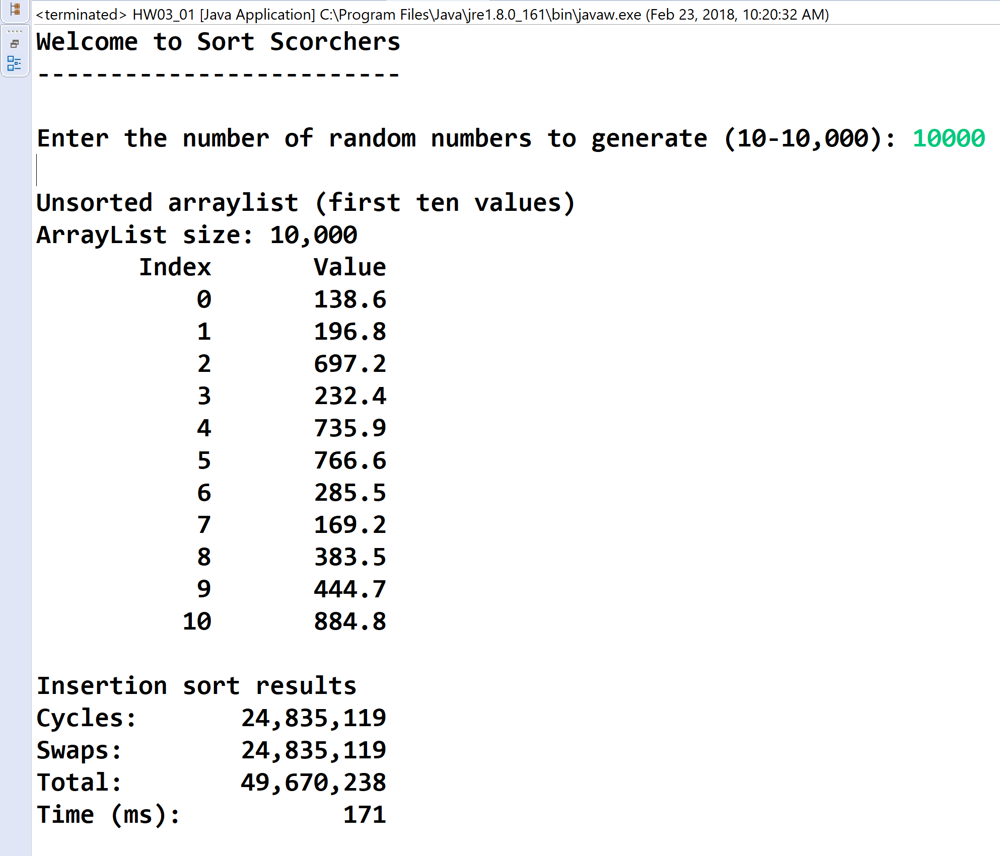 <terminated> HW03_01 [Java Application] C:\Program Files\Java\jre1.8.0_161\bin\javaw.exe (Feb 23, 2018, 10:20:32 AM)
Welcome to Sort Scorchers
-------------------------
Enter the number of random numbers to generate (10-10,000): 10000
Unsorted arraylist (first ten values)
ArrayList size: 10,000
Index Value
0 138.6
1 196.8
2 697.2
3 232.4
4 735.9
5 766.6
6 285.5
7 169.2
8 383.5
9 444.7
10 884.8
Insertion sort results
Cycles: 24,835,119
Swaps: 24,835,119
Total: 49,670,238
Time (ms): 171